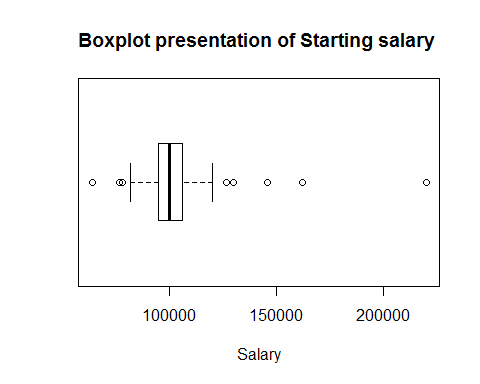 Boxplot presentation of Starting salary
100000 150000 200000
Salary